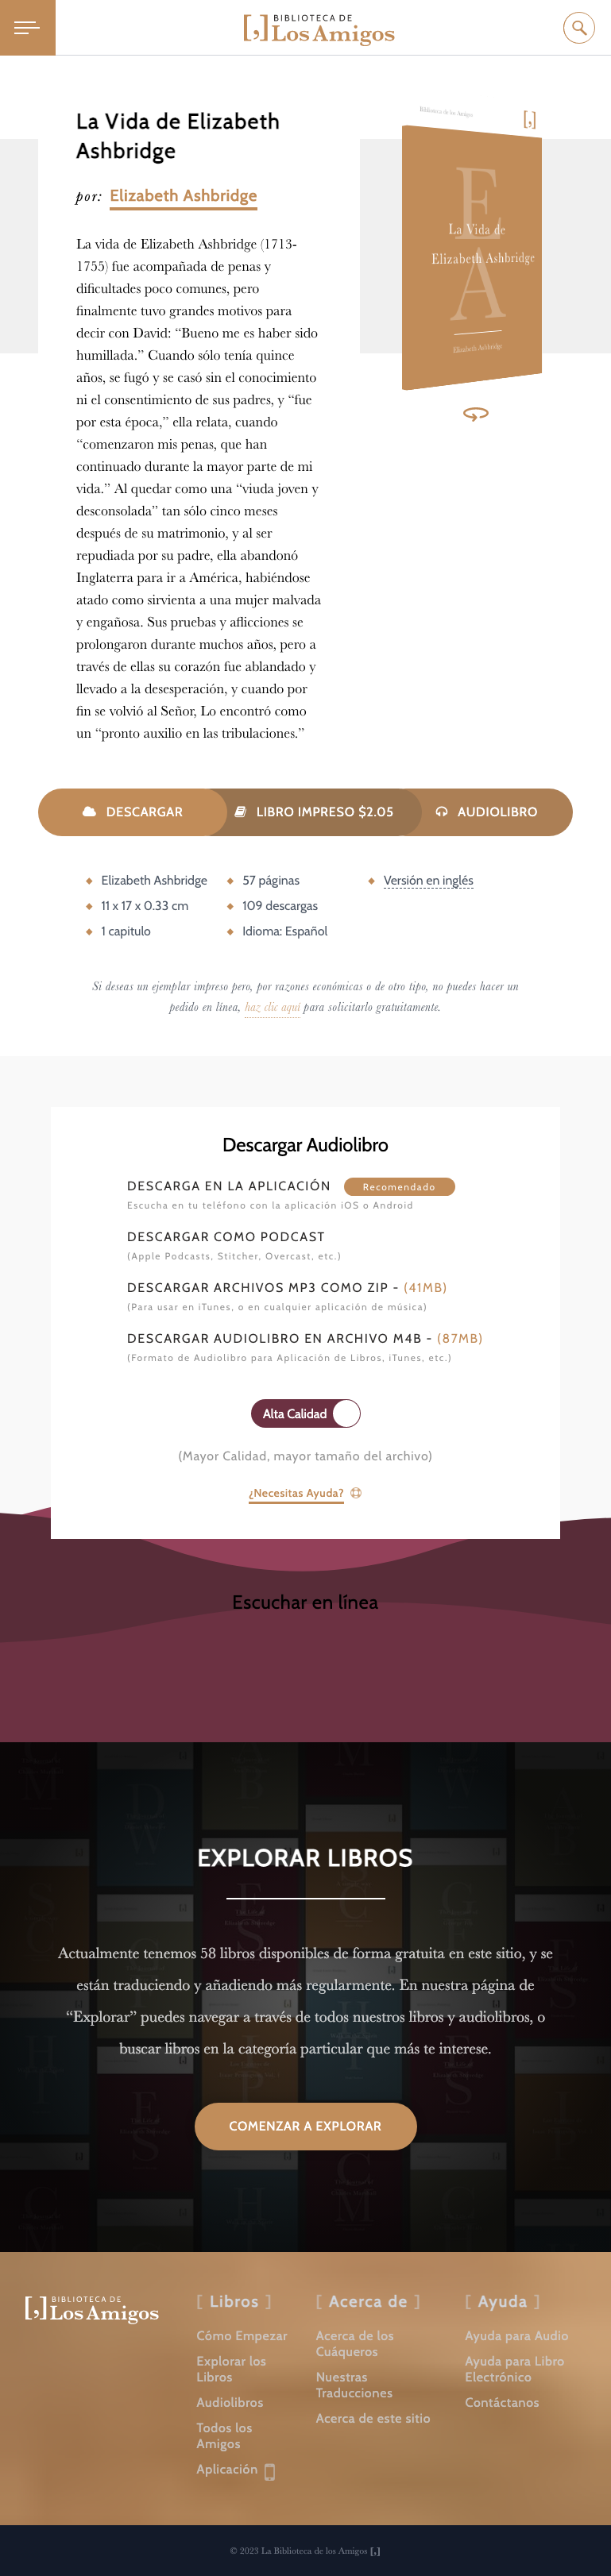 BIBLIOTECA DE
[,] Los Amigos
La Vida de Elizabeth
Ashbridge
por: Elizabeth Ashbridge
La vida de Elizabeth Ashbridge (1713-
1755) fue acompañada de penas y
dificultades poco comunes, pero
finalmente tuvo grandes motivos para
decir con David: “Bueno me es haber sido
humillada.” Cuando sólo tenía quince
años, se fugó y se casó sin el conocimiento
ni el consentimiento de sus padres, y “fue
por esta época,” ella relata, cuando
“comenzaron mis penas, que han
continuado durante la mayor parte de mi
vida.” Al quedar como una “viuda joven y
desconsolada” tan sólo cinco meses
después de su matrimonio, y al ser
repudiada por su padre, ella abandonó
Inglaterra para ir a América, habiéndose
atado como sirvienta a una mujer malvada
y engañosa. Sus pruebas y aflicciones se
prolongaron durante muchos años, pero a
través de ellas su corazón fue ablandado y
llevado a la desesperación, y cuando por
fin se volvió al Señor, Lo encontró como
un “pronto auxilio en las tribulaciones.”
Biblioteca de los Amigos [,]
E
A
La Vida de
Elizabeth Ashbridge
Elizabeth Ashbridge
DESCARGAR
LIBRO IMPRESO $2.05
AUDIOLIBRO
Elizabeth Ashbridge
11 x 17 x 0.33 cm
1 capitulo
57 páginas
109 descargas
Idioma: Español
Versión en inglés
Si deseas un ejemplar impreso pero, por razones económicas o de otro tipo, no puedes hacer un
pedido en línea, haz clic aquí para solicitarlo gratuitamente.
Descargar Audiolibro
DESCARGA EN LA APLICACIÓN Recomendado
Escucha en tu teléfono con la aplicación iOS o Android
DESCARGAR COMO PODCAST
(Apple Podcasts, Stitcher, Overcast, etc.)
DESCARGAR ARCHIVOS MP3 COMO ZIP - (41MB)
(Para usar en iTunes, o en cualquier aplicación de música)
DESCARGAR AUDIOLIBRO EN ARCHIVO M4B - (87MB)
(Formato de Audiolibro para Aplicación de Libros, iTunes, etc.)
Alta Calidad
(Mayor Calidad, mayor tamaño del archivo)
¿Necesitas Ayuda?
Escuchar en línea
EXPLORAR LIBROS
Actualmente tenemos 58 libros disponibles de forma gratuita en este sitio, y se
están traduciendo y añadiendo más regularmente. En nuestra página de
“Explorar” puedes navegar a través de todos nuestros libros y audiolibros, o
buscar libros en la categoría particular que más te interese.
COMENZAR A EXPLORAR
BIBLIOTECA DE
[,] Los Amigos
[ Libros ]
Cómo Empezar
Explorar los
Libros
Audiolibros
Todos los
Amigos
Aplicación
[ Acerca de ]
Acerca de los
Cuáqueros
Nuestras
Traducciones
Acerca de este sitio
[ Ayuda ]
Ayuda para Audio
Ayuda para Libro
Electrónico
Contáctanos
© 2023 La Biblioteca de los Amigos [,]